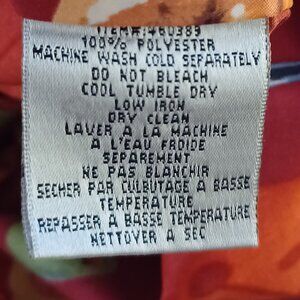 ITEM#:460383
100% POLYESTER
MACHINE WASH COLD SEPARATELY
DO NOT BLEACH
COOL TUMBLE DRY
LOW IRON
DRY CLEAN
LAVER A LA MACHINE
A L'EAU FROIDE
SEPAREMENT
NE PAS BLANCHIR
SECHER PAR CULBUTAGE A BASSE
TEMPERATURE
REPASSER A BASSE TEMPERATURE
NETTOYER A SEC